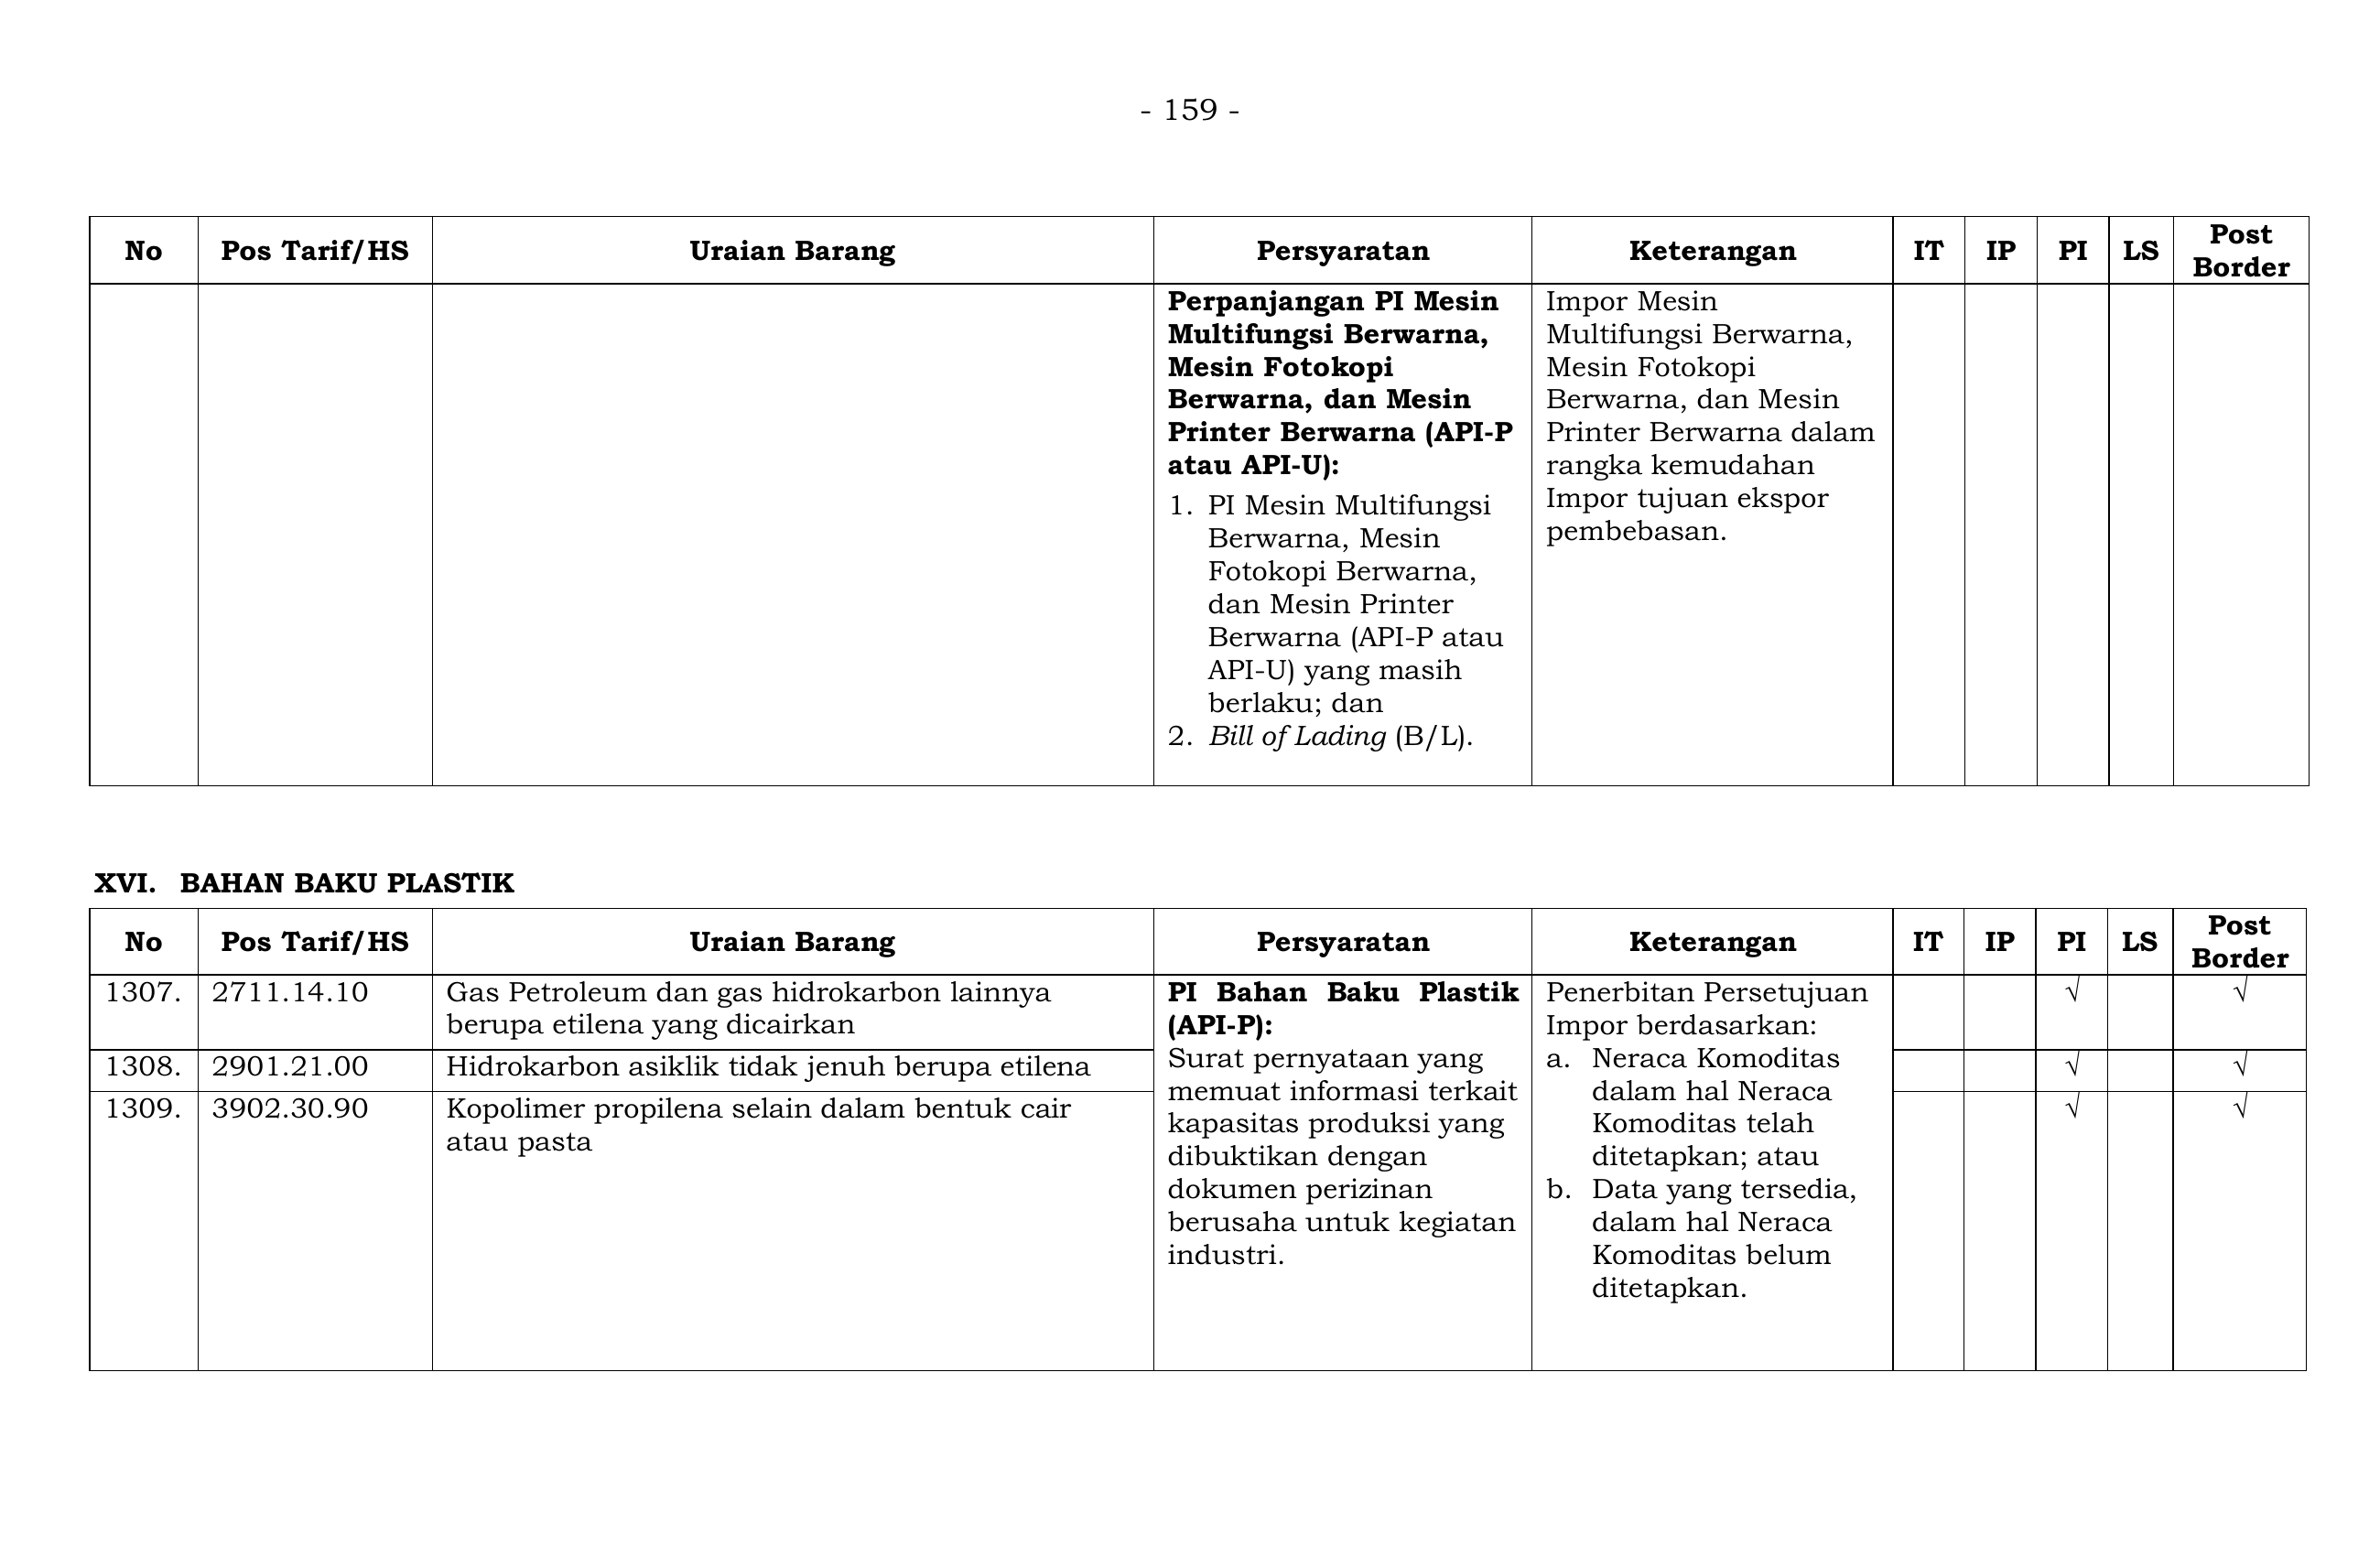 - 159 -
No Pos Tarif/HS Uraian Barang Persyaratan Keterangan IT IP PI LS Post Border
Perpanjangan PI Mesin
Multifungsi Berwarna,
Mesin Fotokopi
Berwarna, dan Mesin
Printer Berwarna (API-P
atau API-U):
1. PI Mesin Multifungsi
Berwarna, Mesin
Fotokopi Berwarna,
dan Mesin Printer
Berwarna (API-P atau
API-U) yang masih
berlaku; dan
2. Bill of Lading (B/L).
Impor Mesin
Multifungsi Berwarna,
Mesin Fotokopi
Berwarna, dan Mesin
Printer Berwarna dalam
rangka kemudahan
Impor tujuan ekspor
pembebasan.
XVI. BAHAN BAKU PLASTIK
No Pos Tarif/HS Uraian Barang Persyaratan Keterangan IT IP PI LS Post Border
1307. 2711.14.10 Gas Petroleum dan gas hidrokarbon lainnya
berupa etilena yang dicairkan
PI Bahan Baku Plastik
(API-P):
Surat pernyataan yang
memuat informasi terkait
kapasitas produksi yang
dibuktikan dengan
dokumen perizinan
berusaha untuk kegiatan
industri.
Penerbitan Persetujuan
Impor berdasarkan:
a. Neraca Komoditas
dalam hal Neraca
Komoditas telah
ditetapkan; atau
b. Data yang tersedia,
dalam hal Neraca
Komoditas belum
ditetapkan.
√ √
1308. 2901.21.00 Hidrokarbon asiklik tidak jenuh berupa etilena √ √
1309. 3902.30.90 Kopolimer propilena selain dalam bentuk cair
atau pasta
√ √